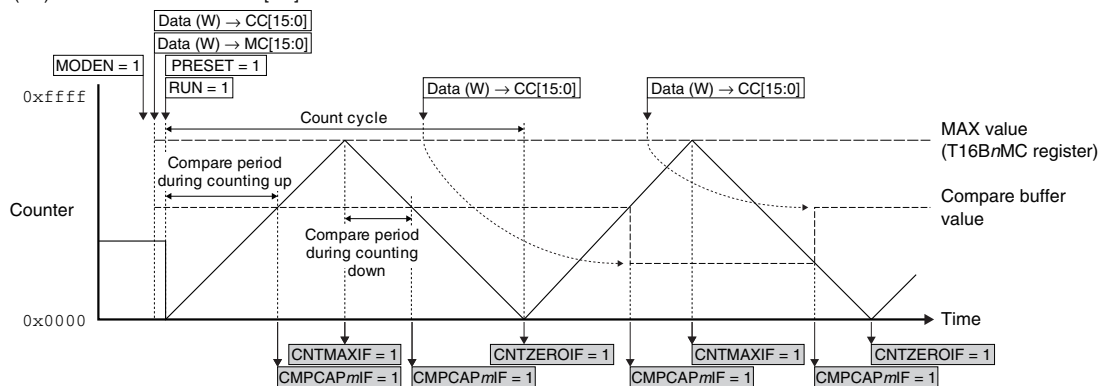 Data (W) → CC[15:0]
Data (W) → MC[15:0]
MODEN = 1
PRESET = 1
RUN = 1
Data (W) → CC[15:0]
Data (W) → CC[15:0]
0xffff
Count cycle
MAX value
(T16BnMC register)
Compare period
during counting up
Counter
Compare buffer
value
Compare period
during counting
down
0x0000
Time
CNTMAXIF = 1
CNTZEROIF = 1
CNTMAXIF = 1
CNTZEROIF = 1
CMPCAPmIF = 1
CMPCAPmIF = 1
CMPCAPmIF = 1
CMPCAPmIF = 1